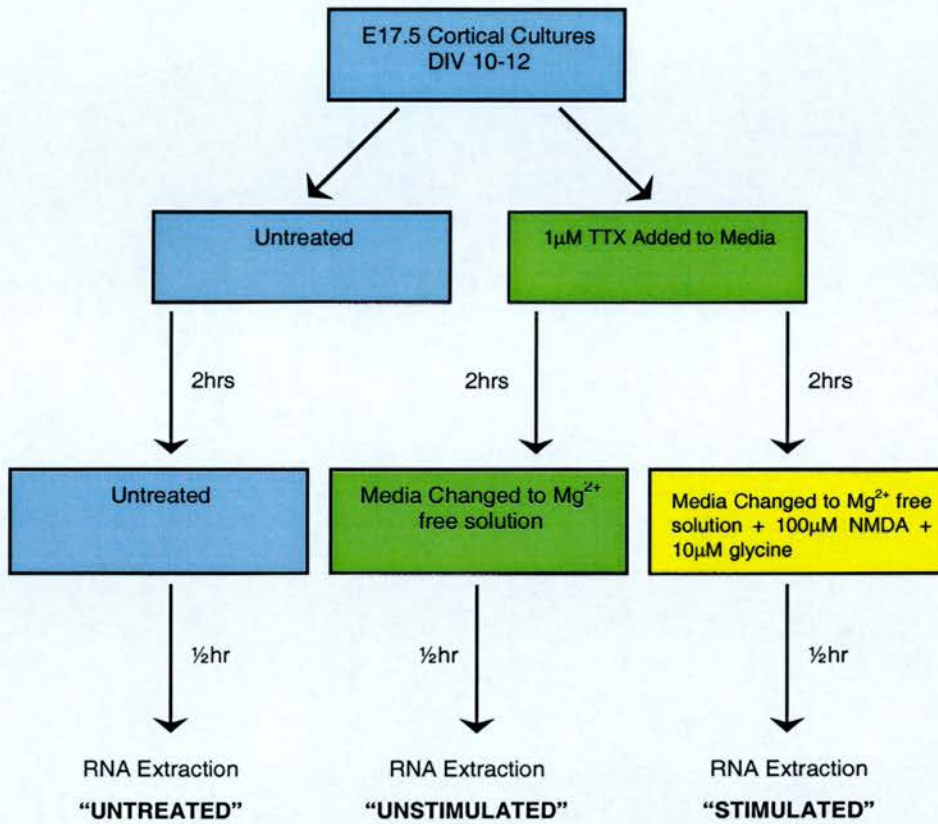 E17.5 Cortical Cultures
DIV 10-12
Untreated
1µM TTX Added to Media
2hrs
2hrs
2hrs
Untreated
Media Changed to Mg²⁺
free solution
Media Changed to Mg²⁺ free
solution + 100µM NMDA +
10µM glycine
½hr
½hr
½hr
RNA Extraction
"UNTREATED"
RNA Extraction
"UNSTIMULATED"
RNA Extraction
"STIMULATED"